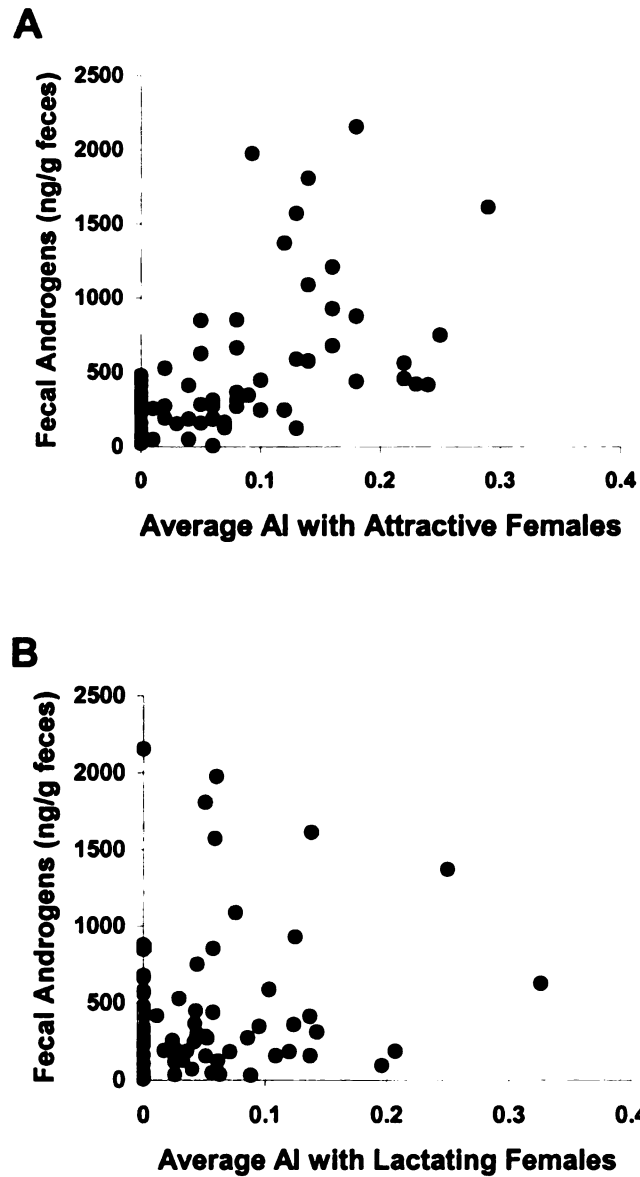 A
Fecal Androgens (ng/g feces)
2500
2000
1500
1000
500
0
0 0.1 0.2 0.3 0.4
Average AI with Attractive Females
B
Fecal Androgens (ng/g feces)
2500
2000
1500
1000
500
0
0 0.1 0.2 0.3 0.4
Average AI with Lactating Females